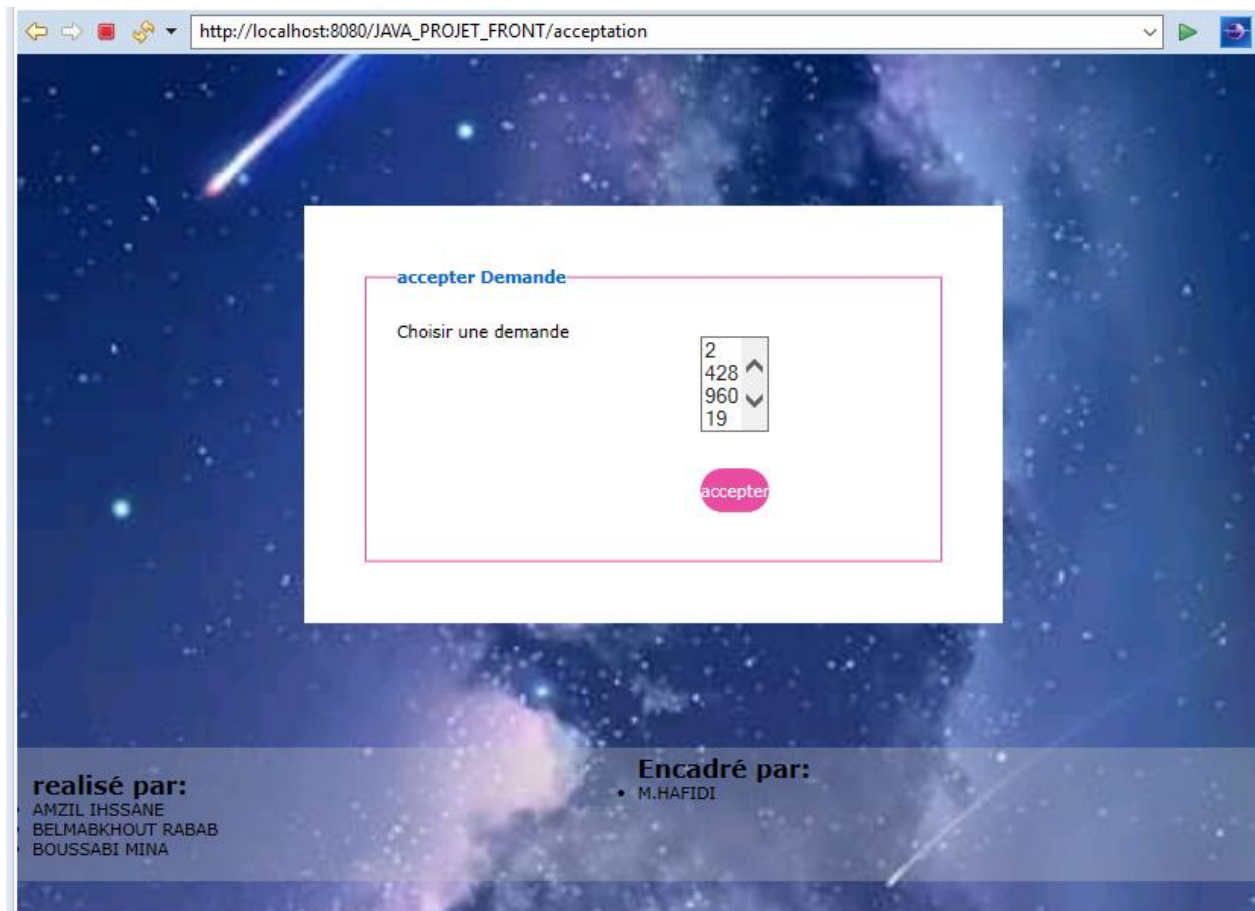 http://localhost:8080/JAVA_PROJET_FRONT/acceptation
accepter Demande
Choisir une demande
2
428
960
19
accepter
realisé par:
AMZIL IHSSANE
BELMABKHOUT RABAB
BOUSSABI MINA
Encadré par:
M.HAFIDI